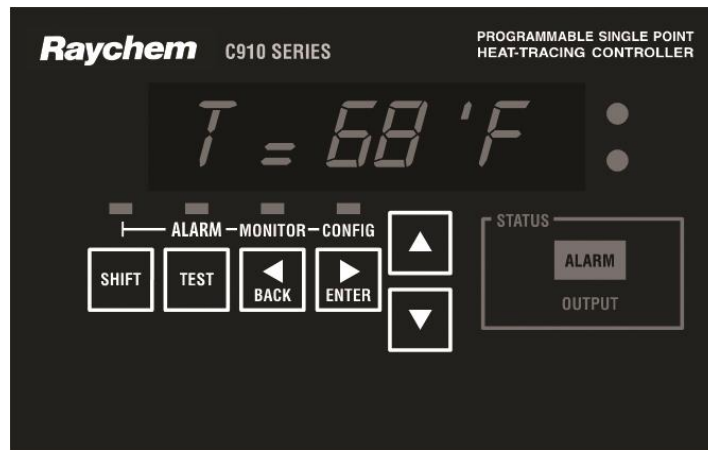 Raychem C910 SERIES
PROGRAMMABLE SINGLE POINT
HEAT-TRACING CONTROLLER
T = 68 'F
ALARM MONITOR CONFIG
SHIFT
TEST
BACK
ENTER
STATUS
ALARM
OUTPUT